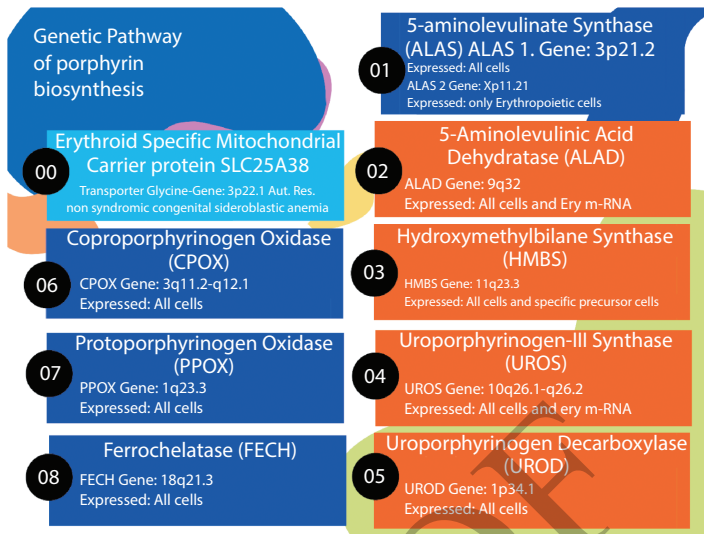 Genetic Pathway
of porphyrin
biosynthesis
00
Erythroid Specific Mitochondrial
Carrier protein SLC25A38
Transporter Glycine-Gene: 3p22.1 Aut. Res.
non syndromic congenital sideroblastic anemia
01
5-aminolevulinate Synthase
(ALAS) ALAS 1. Gene: 3p21.2
Expressed: All cells
ALAS 2 Gene: Xp11.21
Expressed: only Erythropoietic cells
02
5-Aminolevulinic Acid
Dehydratase (ALAD)
ALAD Gene: 9q32
Expressed: All cells and Ery m-RNA
03
Hydroxymethylbilane Synthase
(HMBS)
HMBS Gene: 11q23.3
Expressed: All cells and specific precursor cells
04
Uroporphyrinogen-III Synthase
(UROS)
UROS Gene: 10q26.1-q26.2
Expressed: All cells and ery m-RNA
05
Uroporphyrinogen Decarboxylase
(UROD)
UROD Gene: 1p34.1
Expressed: All cells
06
Coproporphyrinogen Oxidase
(CPOX)
CPOX Gene: 3q11.2-q12.1
Expressed: All cells
07
Protoporphyrinogen Oxidase
(PPOX)
PPOX Gene: 1q23.3
Expressed: All cells
08
Ferrochelatase (FECH)
FECH Gene: 18q21.3
Expressed: All cells
OF